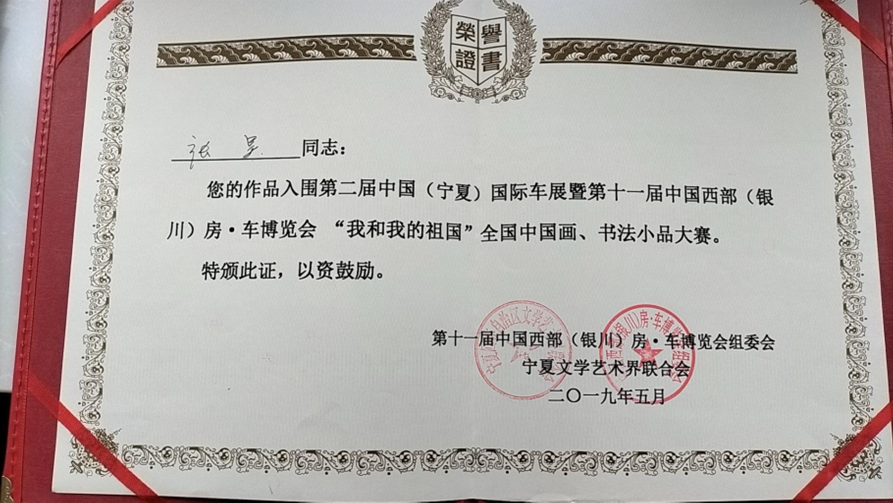 榮譽
證書
张 同志：
您的作品入围第二届中国（宁夏）国际车展暨第十一届中国西部（银
川）房·车博览会 “我和我的祖国”全国中国画、书法小品大赛。
特颁此证，以资鼓励。
第十一届中国西部（银川）房·车博览会组委会
宁夏文学艺术界联合会
二〇一九年五月